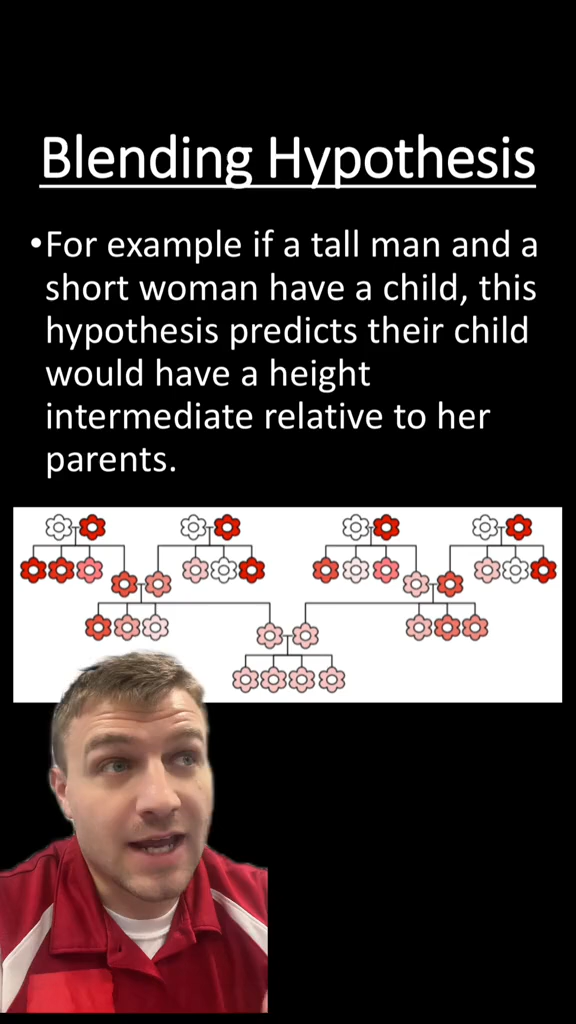 Blending Hypothesis
•For example if a tall man and a
short woman have a child, this
hypothesis predicts their child
would have a height
intermediate relative to her
parents.